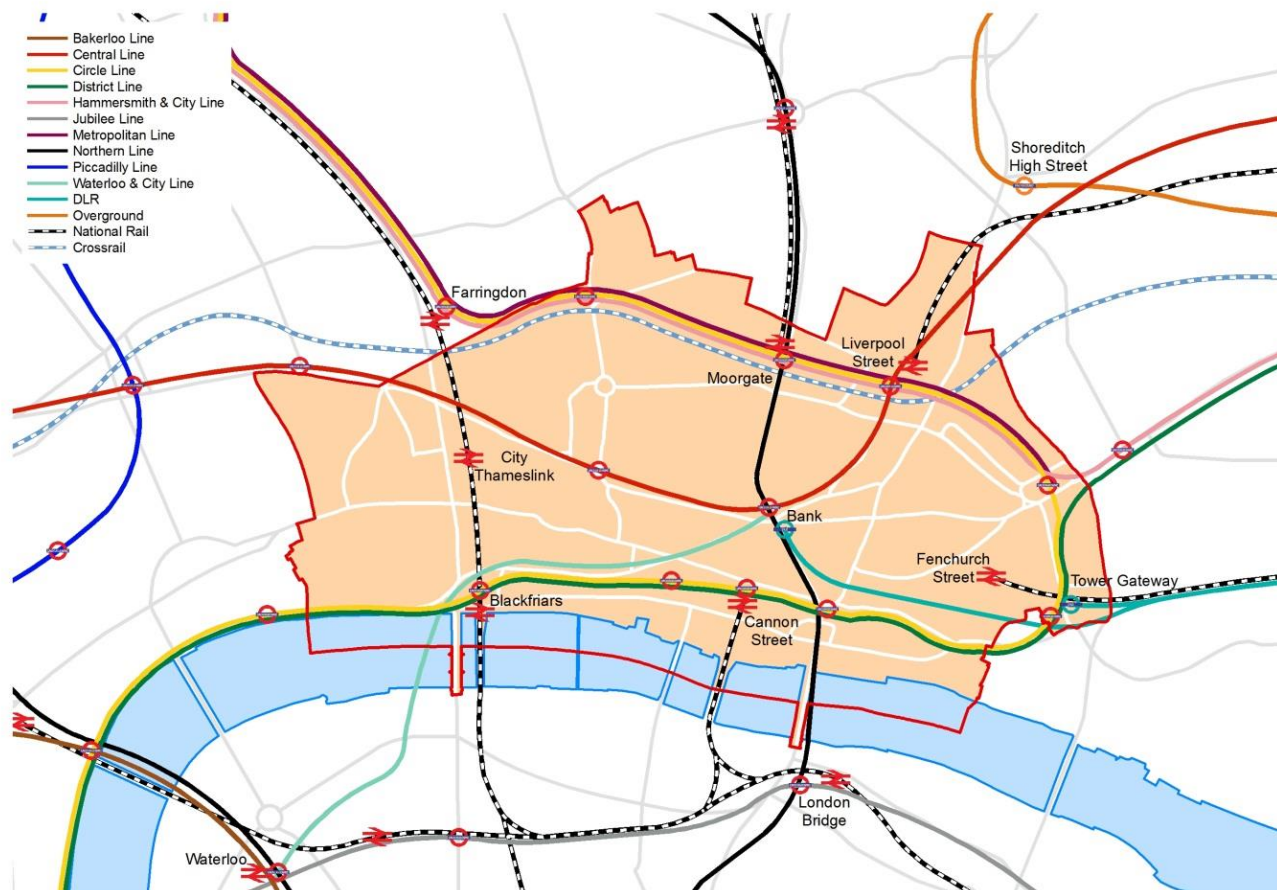 Bakerloo Line
Central Line
Circle Line
District Line
Hammersmith & City Line
Jubilee Line
Metropolitan Line
Northern Line
Piccadilly Line
Waterloo & City Line
DLR
Overground
National Rail
Crossrail
Shoreditch
High Street
Farringdon
Liverpool
Street
Moorgate
City
Thameslink
Bank
Fenchurch
Street
Tower Gateway
Blackfriars
Cannon
Street
London
Bridge
Waterloo